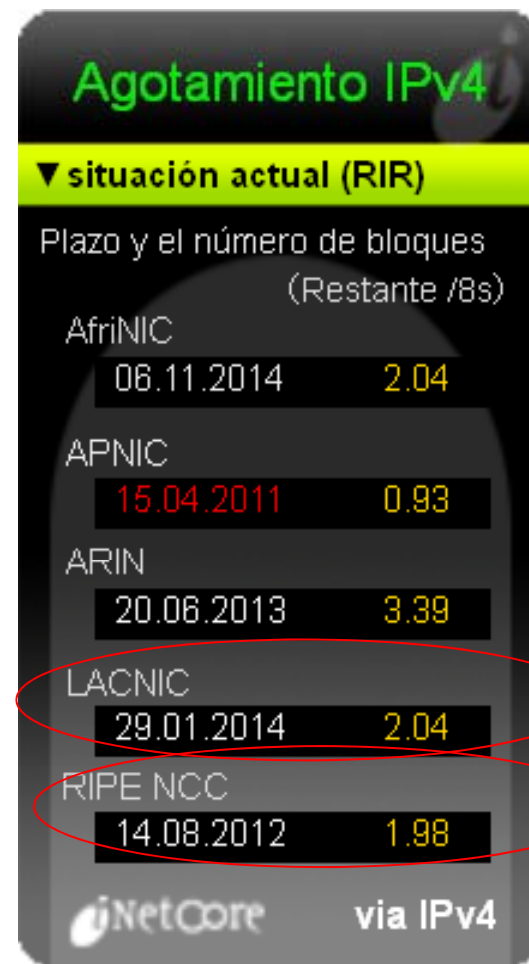 Agotamiento IPv4
▼situación actual (RIR)
Plazo y el número de bloques
(Restante /8s)
AfriNIC
06.11.2014 2.04
APNIC
15.04.2011 0.93
ARIN
20.06.2013 3.39
LACNIC
29.01.2014 2.04
RIPE NCC
14.08.2012 1.98
iNetCore via IPv4